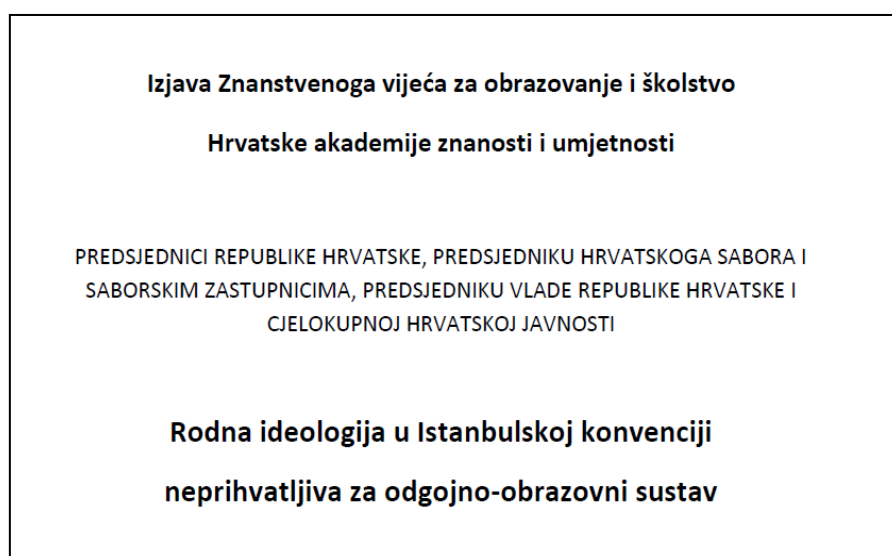 Izjava Znanstvenoga vijeća za obrazovanje i školstvo
Hrvatske akademije znanosti i umjetnosti
PREDSJEDNICI REPUBLIKE HRVATSKE, PREDSJEDNIKU HRVATSKOGA SABORA I
SABORSKIM ZASTUPNICIMA, PREDSJEDNIKU VLADE REPUBLIKE HRVATSKE I
CJELOKUPNOJ HRVATSKOJ JAVNOSTI
Rodna ideologija u Istanbulskoj konvenciji
neprihvatljiva za odgojno-obrazovni sustav